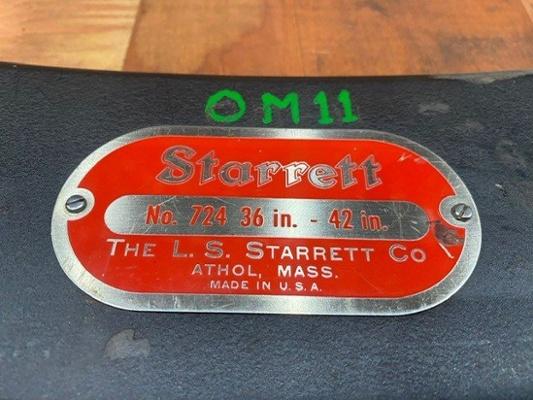 OM11
Starrett
No. 724 36 in. - 42 in.
THE L. S. STARRETT CO
ATHOL, MASS.
MADE IN U.S.A.